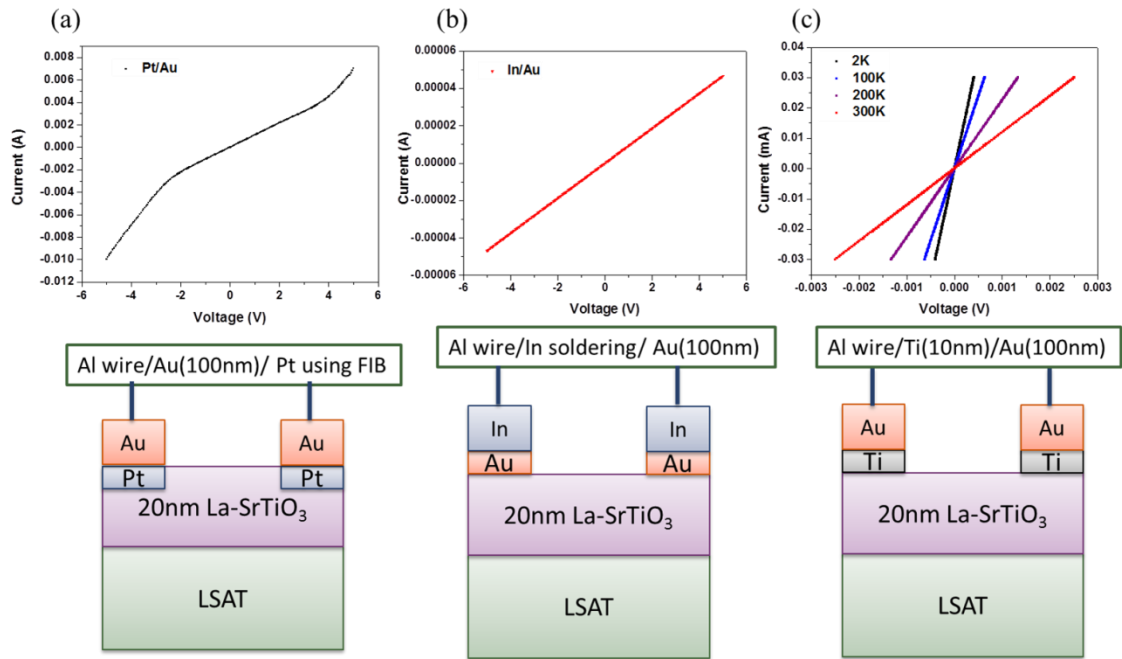 (a)
(b)
(c)
0.008
0.006
0.004
0.002
0.000
-0.002
-0.004
-0.006
-0.008
-0.010
-0.012
Current (A)
Pt/Au
-6 -4 -2 0 2 4 6
Voltage (V)
0.00006
0.00004
0.00002
0.00000
-0.00002
-0.00004
-0.00006
Current (A)
In/Au
-6 -4 -2 0 2 4 6
Voltage (V)
0.04
0.03
0.02
0.01
0.00
-0.01
-0.02
-0.03
Current (mA)
2K
100K
200K
300K
-0.003 -0.002 -0.001 0.000 0.001 0.002 0.003
Voltage (V)
Al wire/Au(100nm)/ Pt using FIB
Au Au
Pt Pt
20nm La-SrTiO₃
LSAT
Al wire/In soldering/ Au(100nm)
In In
Au Au
20nm La-SrTiO₃
LSAT
Al wire/Ti(10nm)/Au(100nm)
Au Au
Ti Ti
20nm La-SrTiO₃
LSAT